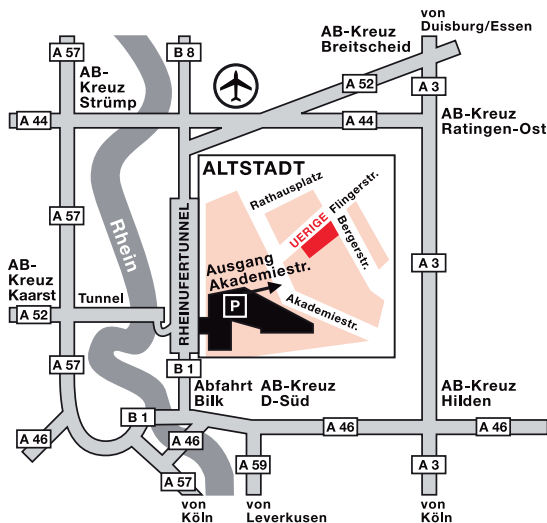 von
Duisburg/Essen
A 57
B 8
AB-Kreuz
Breitscheid
AB-
Kreuz
Strümp
A 52
A 3
A 44
A 44
AB-Kreuz
Ratingen-Ost
ALTSTADT
Rathausplatz
Flingerstr.
UERIGE
Bergerstr.
A 57
Rhein
RHEINUFERTUNNEL
Ausgang
Akademiestr.
A 3
AB-
Kreuz
Kaarst
Tunnel
P
Akademiestr.
A 52
A 57
B 1
Abfahrt
Bilk
AB-Kreuz
D-Süd
AB-Kreuz
Hilden
B 1
A 46
A 46
A 46
A 46
A 59
A 3
A 57
von
Köln
von
Leverkusen
von
Köln